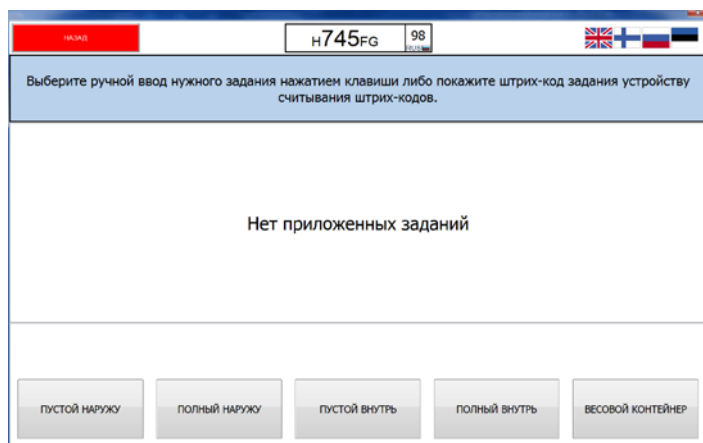 НАЗАД
H745FG 98
RUS
Выберите ручной ввод нужного задания нажатием клавиши либо покажите штрих-код задания устройству
считывания штрих-кодов.
Нет приложенных заданий
ПУСТОЙ НАРУЖУ ПОЛНЫЙ НАРУЖУ ПУСТОЙ ВНУТРЬ ПОЛНЫЙ ВНУТРЬ ВЕСОВОЙ КОНТЕЙНЕР